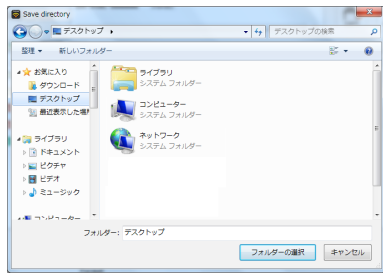 Save directory
デスクトップ
デスクトップの検索
整理 新しいフォルダー
お気に入り
ダウンロード
デスクトップ
最近表示した場所
ライブラリ
ドキュメント
ピクチャ
ビデオ
ミュージック
コンピューター
ライブラリ
システム フォルダー
コンピューター
システム フォルダー
ネットワーク
システム フォルダー
フォルダー: デスクトップ
フォルダーの選択 キャンセル